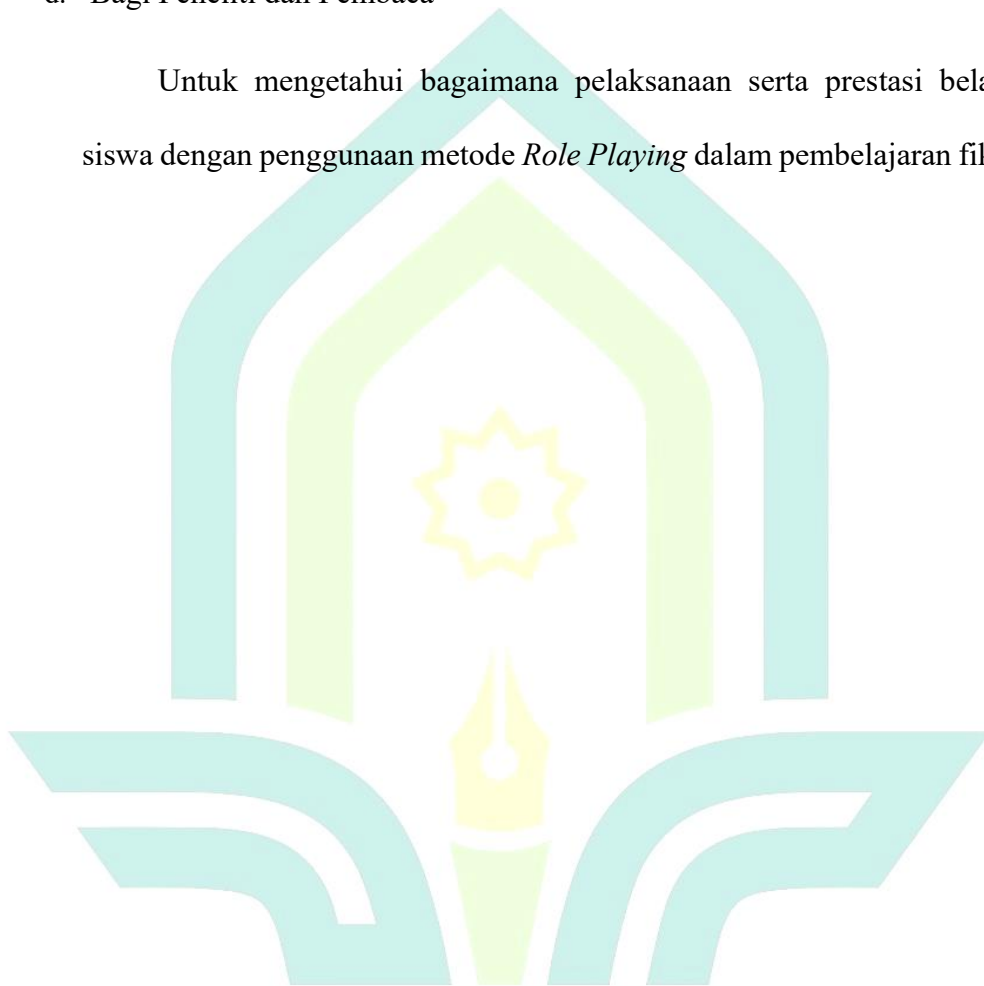 d. Bagi Peneliti dan Pembaca
Untuk mengetahui bagaimana pelaksanaan serta prestasi bela
siswa dengan penggunaan metode Role Playing dalam pembelajaran fik